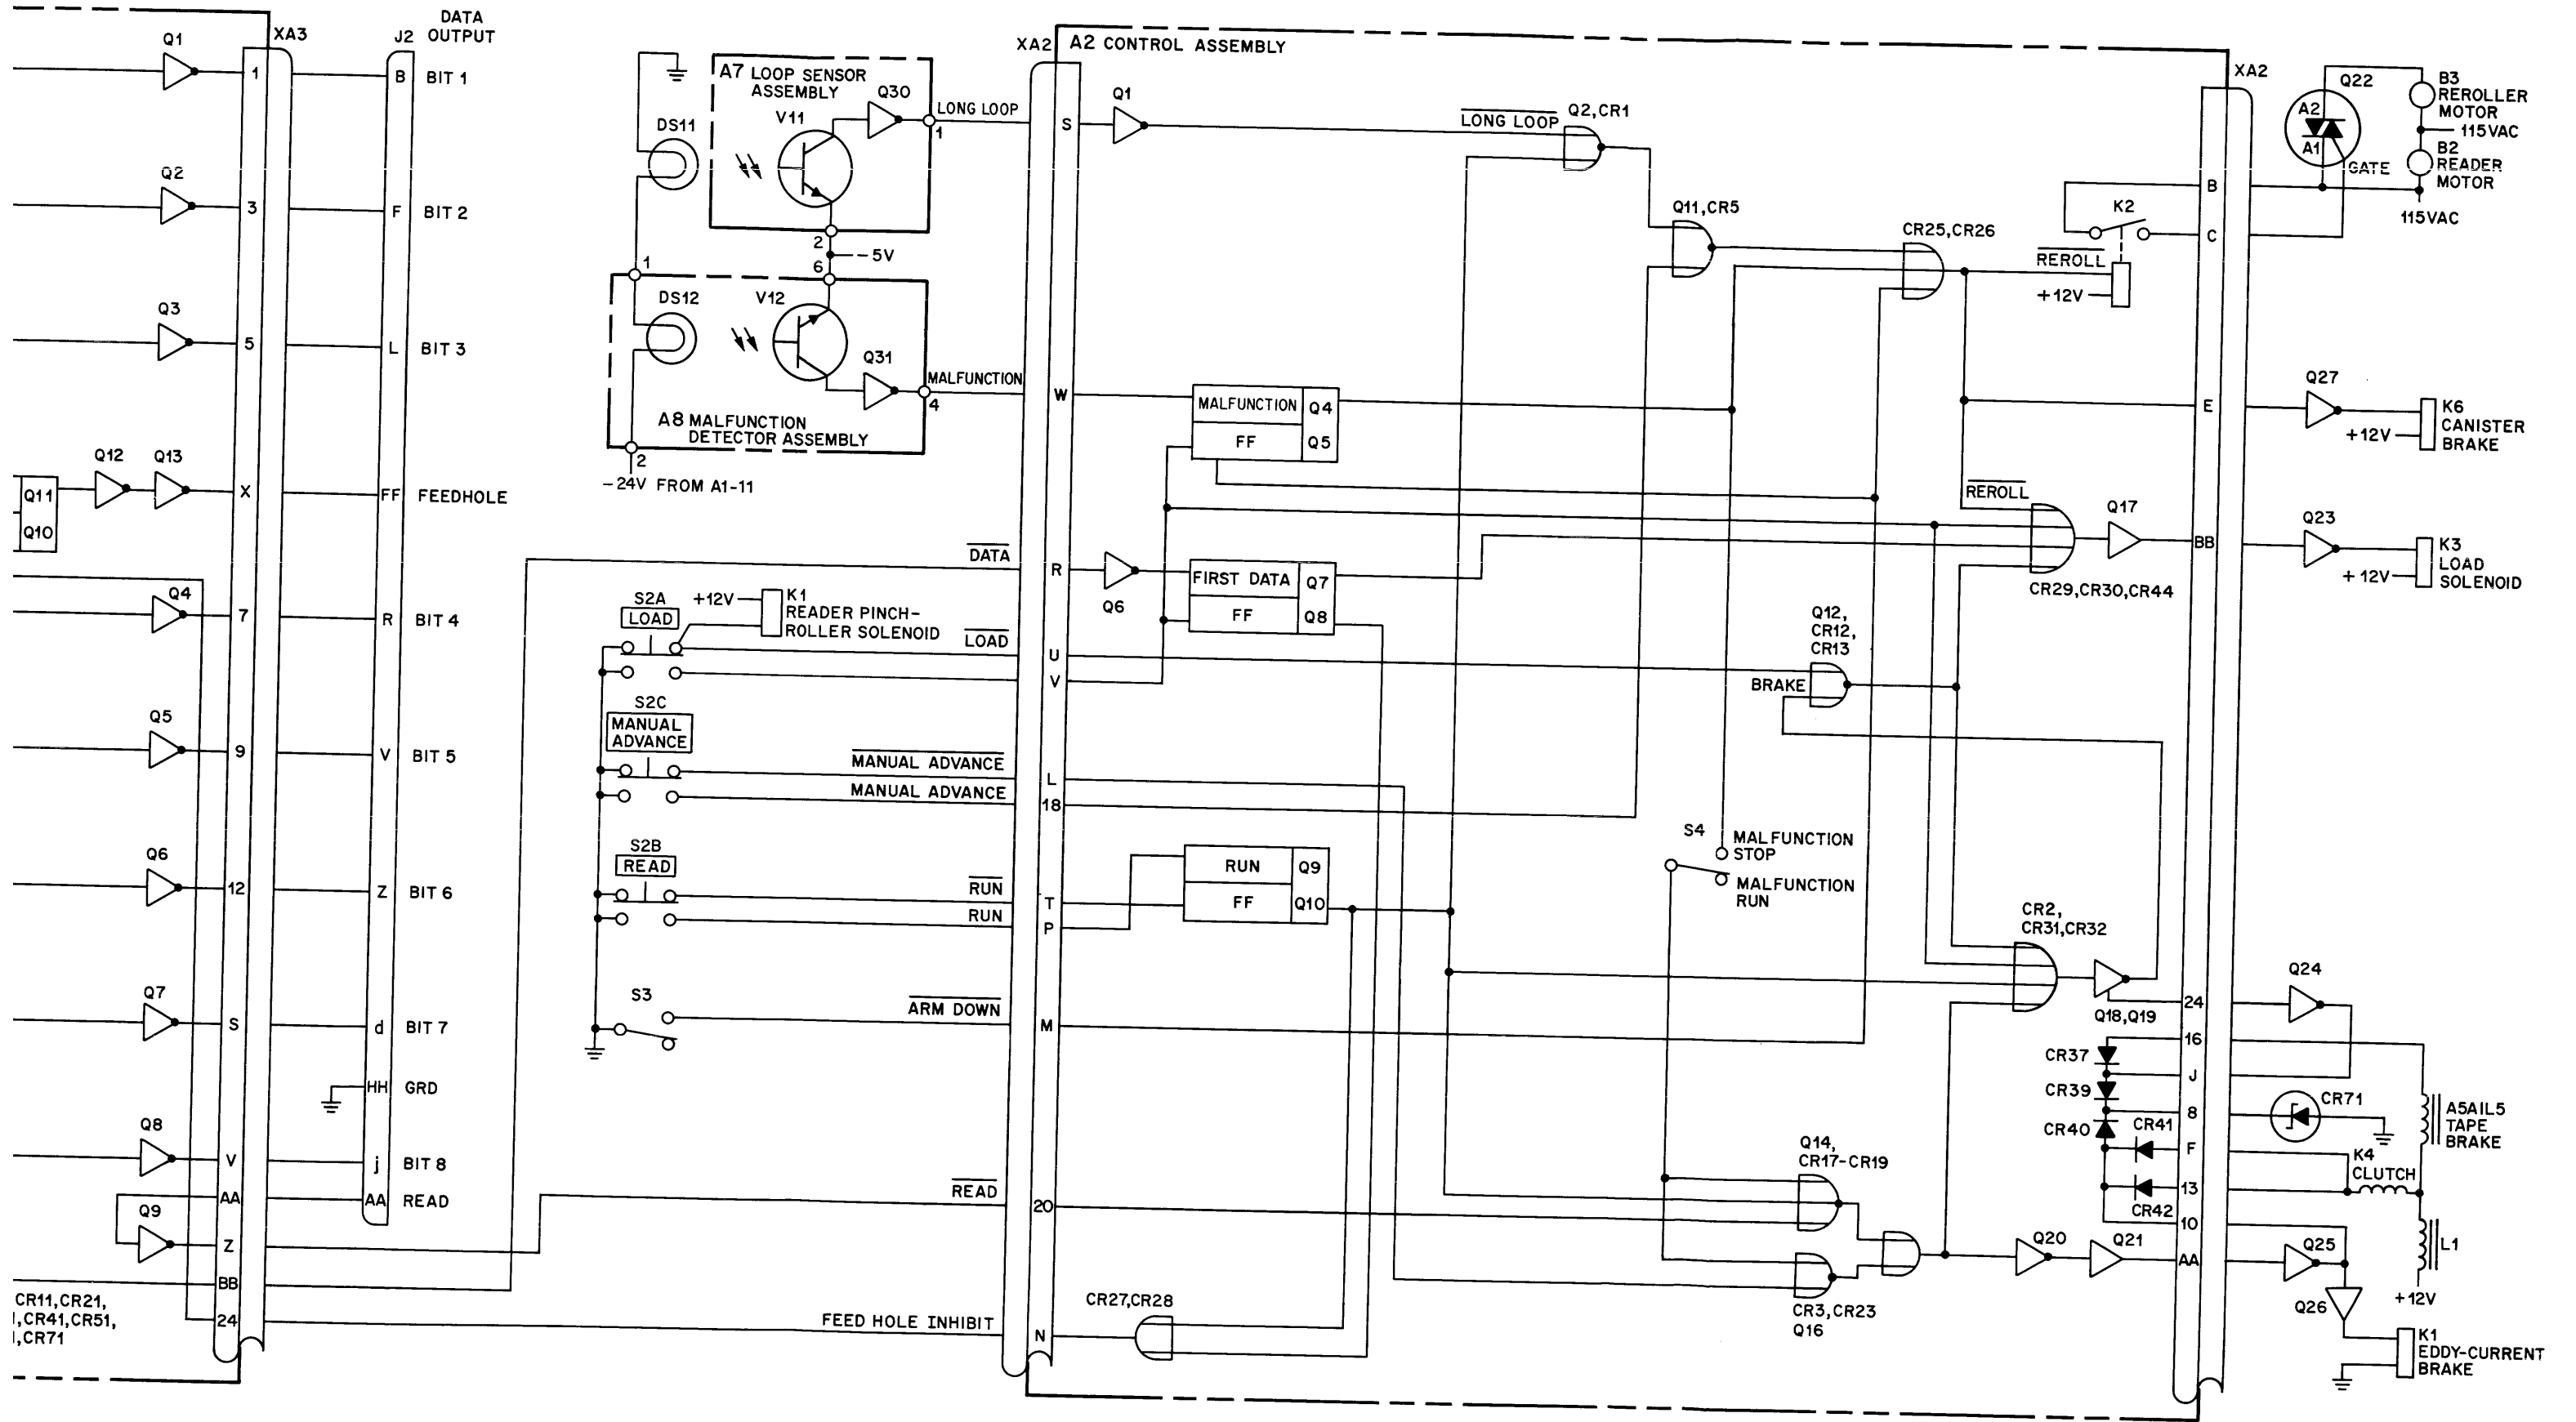 DATA
OUTPUT
XA3
J2
Q1
1
B
BIT 1
Q2
3
F
BIT 2
Q3
5
L
BIT 3
Q11
Q10
Q12
Q13
X
FF
FEEDHOLE
Q4
7
R
BIT 4
Q5
9
V
BIT 5
Q6
12
Z
BIT 6
Q7
S
d
BIT 7
HH
GRD
Q8
V
j
BIT 8
AA
AA
READ
Q9
Z
BB
24
CR11,CR21,
,CR41,CR51,
,CR71
A7 LOOP SENSOR
ASSEMBLY
Q30
V11
DS11
LONG LOOP
1
2
-5V
6
1
DS12
V12
Q31
MALFUNCTION
4
A8 MALFUNCTION
DETECTOR ASSEMBLY
2
-24V FROM A1-11
DATA
S2A
LOAD
+12V
K1
READER PINCH-
ROLLER SOLENOID
LOAD
S2C
MANUAL
ADVANCE
MANUAL ADVANCE
MANUAL ADVANCE
S2B
READ
RUN
RUN
S3
ARM DOWN
READ
FEED HOLE INHIBIT
XA2
A2 CONTROL ASSEMBLY
S
Q1
LONG LOOP
Q2,CR1
Q11,CR5
CR25,CR26
W
MALFUNCTION
Q4
FF
Q5
R
Q6
FIRST DATA
Q7
FF
Q8
U
V
L
18
T
P
RUN
Q9
FF
Q10
M
20
N
CR27,CR28
REROLL
K2
+12V
REROLL
Q17
CR29,CR30,CR44
Q12,
CR12,
CR13
BRAKE
S4
MALFUNCTION
STOP
MALFUNCTION
RUN
CR2,
CR31,CR32
Q18,Q19
Q14,
CR17-CR19
CR3,CR23
Q16
Q20
Q21
CR37
CR39
CR40
CR41
CR42
XA2
B
C
E
BB
24
16
J
8
F
13
10
AA
Q22
A2
A1
GATE
B3
REROLLER
MOTOR
115VAC
B2
READER
MOTOR
115VAC
Q27
K6
CANISTER
BRAKE
+12V
Q23
K3
LOAD
SOLENOID
+12V
Q24
CR71
A5AIL5
TAPE
BRAKE
K4
CLUTCH
L1
+12V
Q25
Q26
K1
EDDY-CURRENT
BRAKE